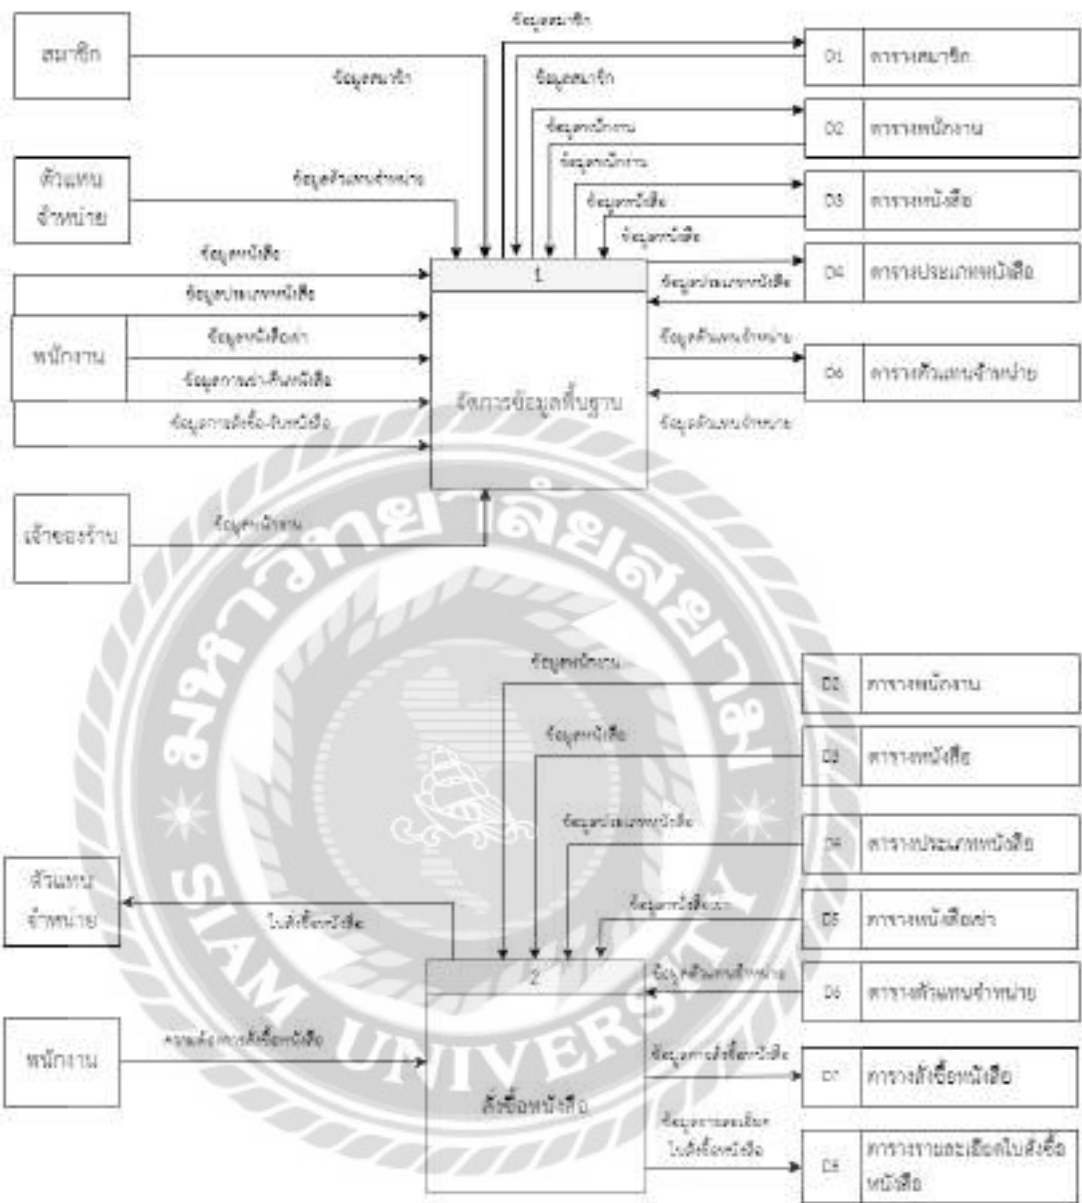 ข้อมูลสมาชิก
สมาชิก
D1 ตารางสมาชิก
ข้อมูลสมาชิก
ข้อมูลสมาชิก
ข้อมูลพนักงาน
D2 ตารางพนักงาน
ข้อมูลพนักงาน
ตัวแทน
จำหน่าย
ข้อมูลตัวแทนจำหน่าย
ข้อมูลหนังสือ
D3 ตารางหนังสือ
ข้อมูลหนังสือ
ข้อมูลหนังสือ
1
D4 ตารางประเภทหนังสือ
ข้อมูลประเภทหนังสือ
ข้อมูลประเภทหนังสือ
พนักงาน
ข้อมูลหนังสือเช่า
ข้อมูลตัวแทนจำหน่าย
D6 ตารางตัวแทนจำหน่าย
ข้อมูลการเช่า-คืนหนังสือ
จัดการข้อมูลพื้นฐาน
ข้อมูลการสั่งซื้อ-รับหนังสือ
ข้อมูลตัวแทนจำหน่าย
เจ้าของร้าน
ข้อมูลพนักงาน
มหาวิทยาลัยสยาม
ข้อมูลพนักงาน
D2 ตารางพนักงาน
ข้อมูลหนังสือ
D3 ตารางหนังสือ
ข้อมูลประเภทหนังสือ
D4 ตารางประเภทหนังสือ
ตัวแทน
จำหน่าย
ใบสั่งซื้อหนังสือ
ข้อมูลหนังสือเช่า
D5 ตารางหนังสือเช่า
2
ข้อมูลตัวแทนจำหน่าย
D6 ตารางตัวแทนจำหน่าย
SIAM UNIVERSITY
พนักงาน
ความต้องการสั่งซื้อหนังสือ
ข้อมูลการสั่งซื้อหนังสือ
D7 ตารางสั่งซื้อหนังสือ
สั่งซื้อหนังสือ
ข้อมูลรายละเอียด
ใบสั่งซื้อหนังสือ
D8 ตารางรายละเอียดใบสั่งซื้อ
หนังสือ